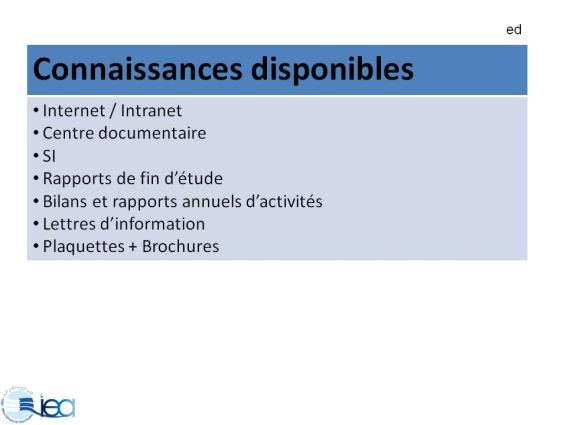 ed
Connaissances disponibles
• Internet / Intranet
• Centre documentaire
• SI
• Rapports de fin d’étude
• Bilans et rapports annuels d’activités
• Lettres d’information
• Plaquettes + Brochures
iea